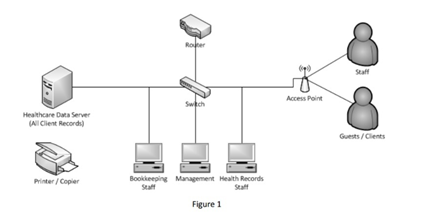 Router
Staff
Switch
Access Point
Healthcare Data Server
(All Client Records)
Guests / Clients
Printer / Copier
Bookkeeping
Staff
Management
Health Records
Staff
Figure 1